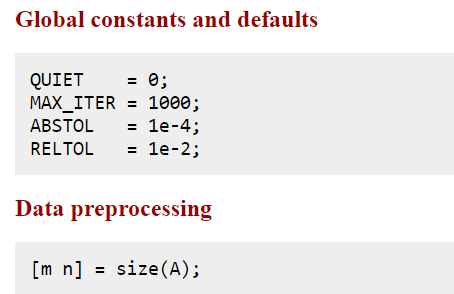 Global constants and defaults
QUIET    = 0;
MAX_ITER = 1000;
ABSTOL   = 1e-4;
RELTOL   = 1e-2;
Data preprocessing
[m n] = size(A);